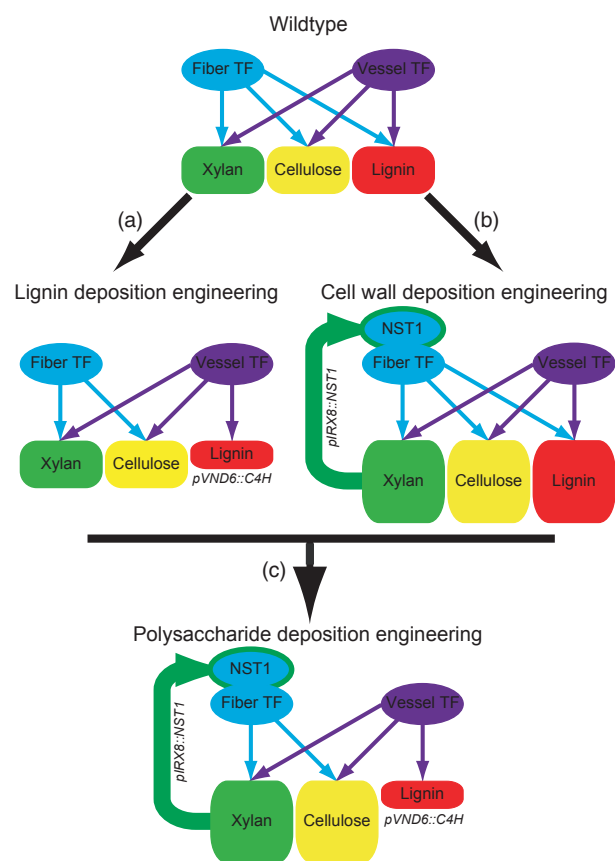 Wildtype
Fiber TF
Vessel TF
Xylan
Cellulose
Lignin
(a)
(b)
Lignin deposition engineering
Fiber TF
Vessel TF
Xylan
Cellulose
Lignin
pVND6::C4H
Cell wall deposition engineering
NST1
Fiber TF
Vessel TF
pIRX8::NST1
Xylan
Cellulose
Lignin
(c)
Polysaccharide deposition engineering
NST1
Fiber TF
Vessel TF
pIRX8::NST1
Xylan
Cellulose
Lignin
pVND6::C4H